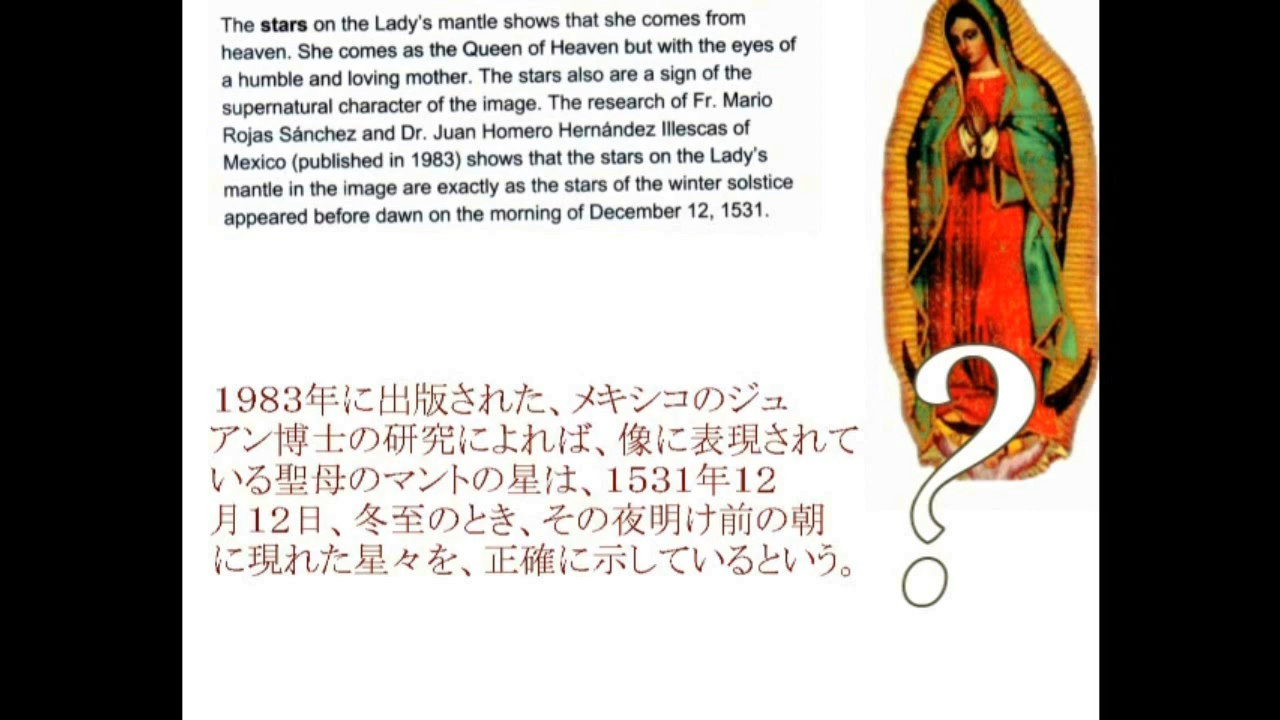 The stars on the Lady's mantle shows that she comes from
heaven. She comes as the Queen of Heaven but with the eyes of
a humble and loving mother. The stars also are a sign of the
supernatural character of the image. The research of Fr. Mario
Rojas Sánchez and Dr. Juan Homero Hernández Illescas of
Mexico (published in 1983) shows that the stars on the Lady's
mantle in the image are exactly as the stars of the winter solstice
appeared before dawn on the morning of December 12, 1531.
1983年に出版された、メキシコのジュ
アン博士の研究によれば、像に表現されて
いる聖母のマントの星は、1531年12
月12日、冬至のとき、その夜明け前の朝
に現れた星々を、正確に示しているという。
?